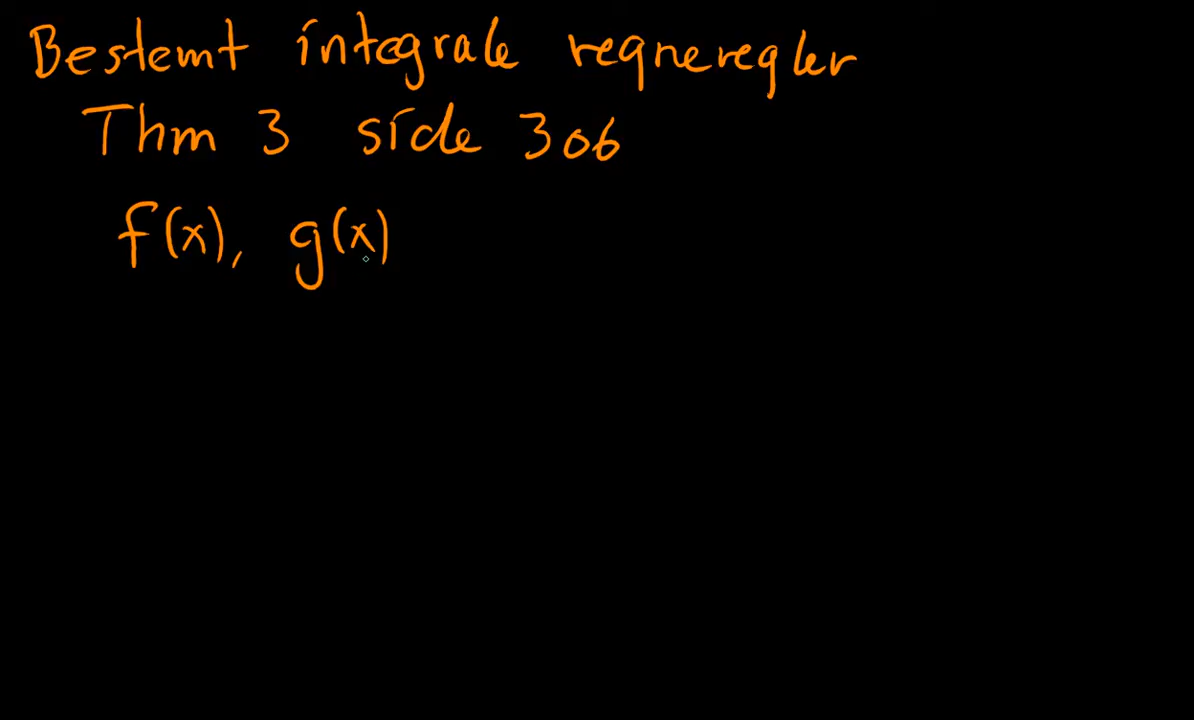 Bestemt integrale regneregler
Thm 3 side 306
f(x), g(x)